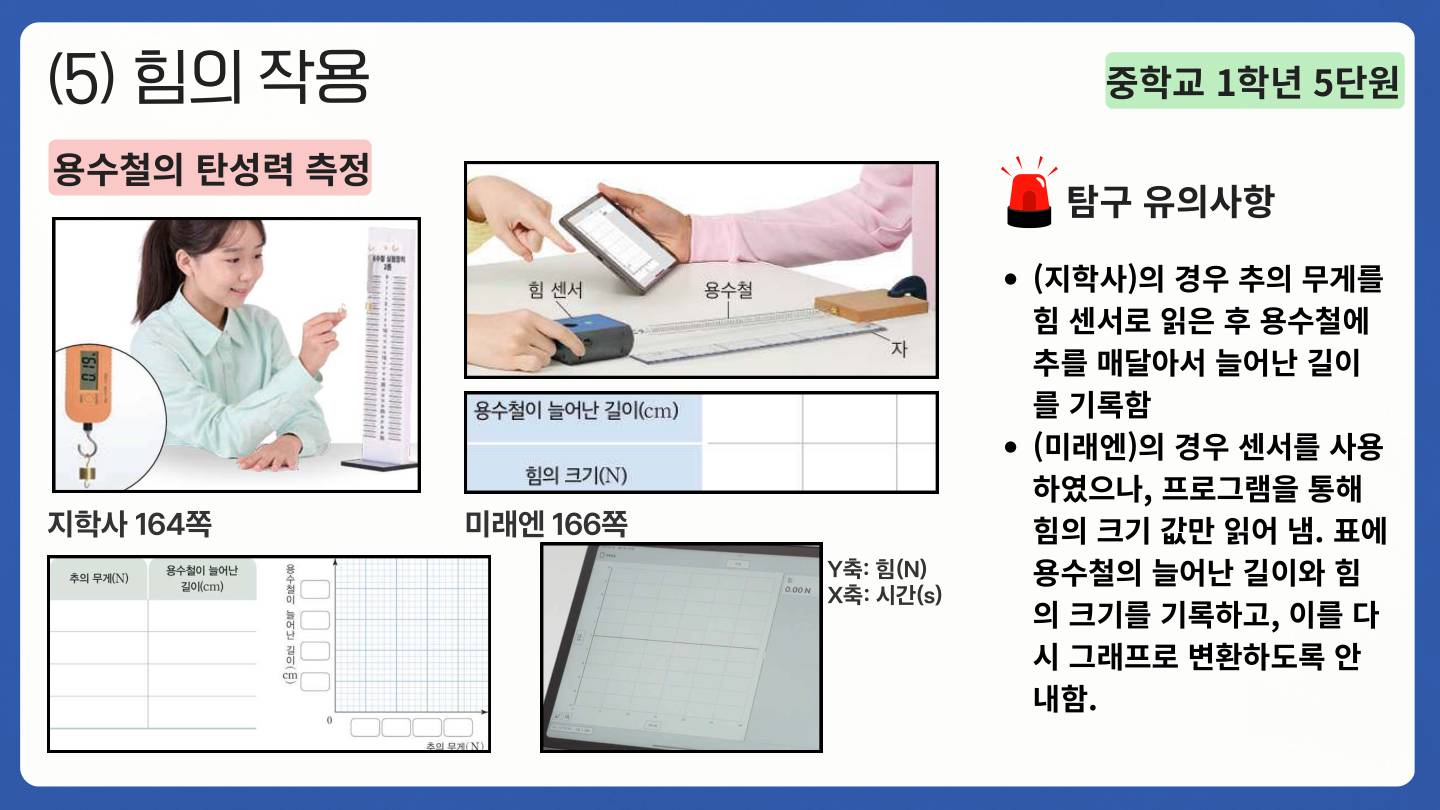 (5) 힘의 작용
중학교 1학년 5단원
용수철의 탄성력 측정
용수철 실험장치
힘 센서
용수철
자
용수철이 늘어난 길이(cm)
힘의 크기(N)
지학사 164쪽
미래엔 166쪽
추의 무게(N)
용수철이 늘어난
길이(cm)
용수철이 늘어난 길이(cm)
0
추의 무게(N)
0.00 N
Y축: 힘(N)
X축: 시간(s)
탐구 유의사항
• (지학사)의 경우 추의 무게를
힘 센서로 읽은 후 용수철에
추를 매달아서 늘어난 길이
를 기록함
• (미래엔)의 경우 센서를 사용
하였으나, 프로그램을 통해
힘의 크기 값만 읽어 냄. 표에
용수철의 늘어난 길이와 힘
의 크기를 기록하고, 이를 다
시 그래프로 변환하도록 안
내함.